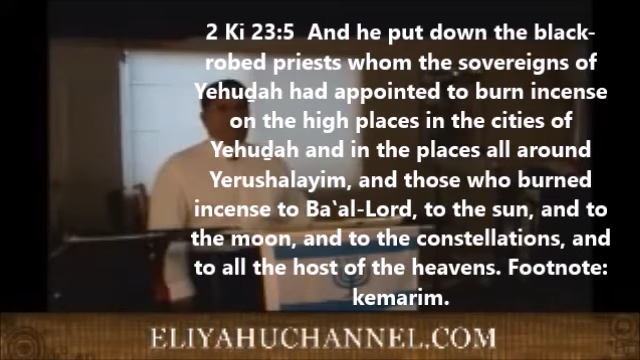 2 Ki 23:5  And he put down the black-
robed priests whom the sovereigns of
Yehuḏah had appointed to burn incense
on the high places in the cities of
Yehuḏah and in the places all around
Yerushalayim, and those who burned
incense to Ba‛al-Lord, to the sun, and to
the moon, and to the constellations, and
to all the host of the heavens. Footnote:
kemarim.
ELIYAHUCHANNEL.COM